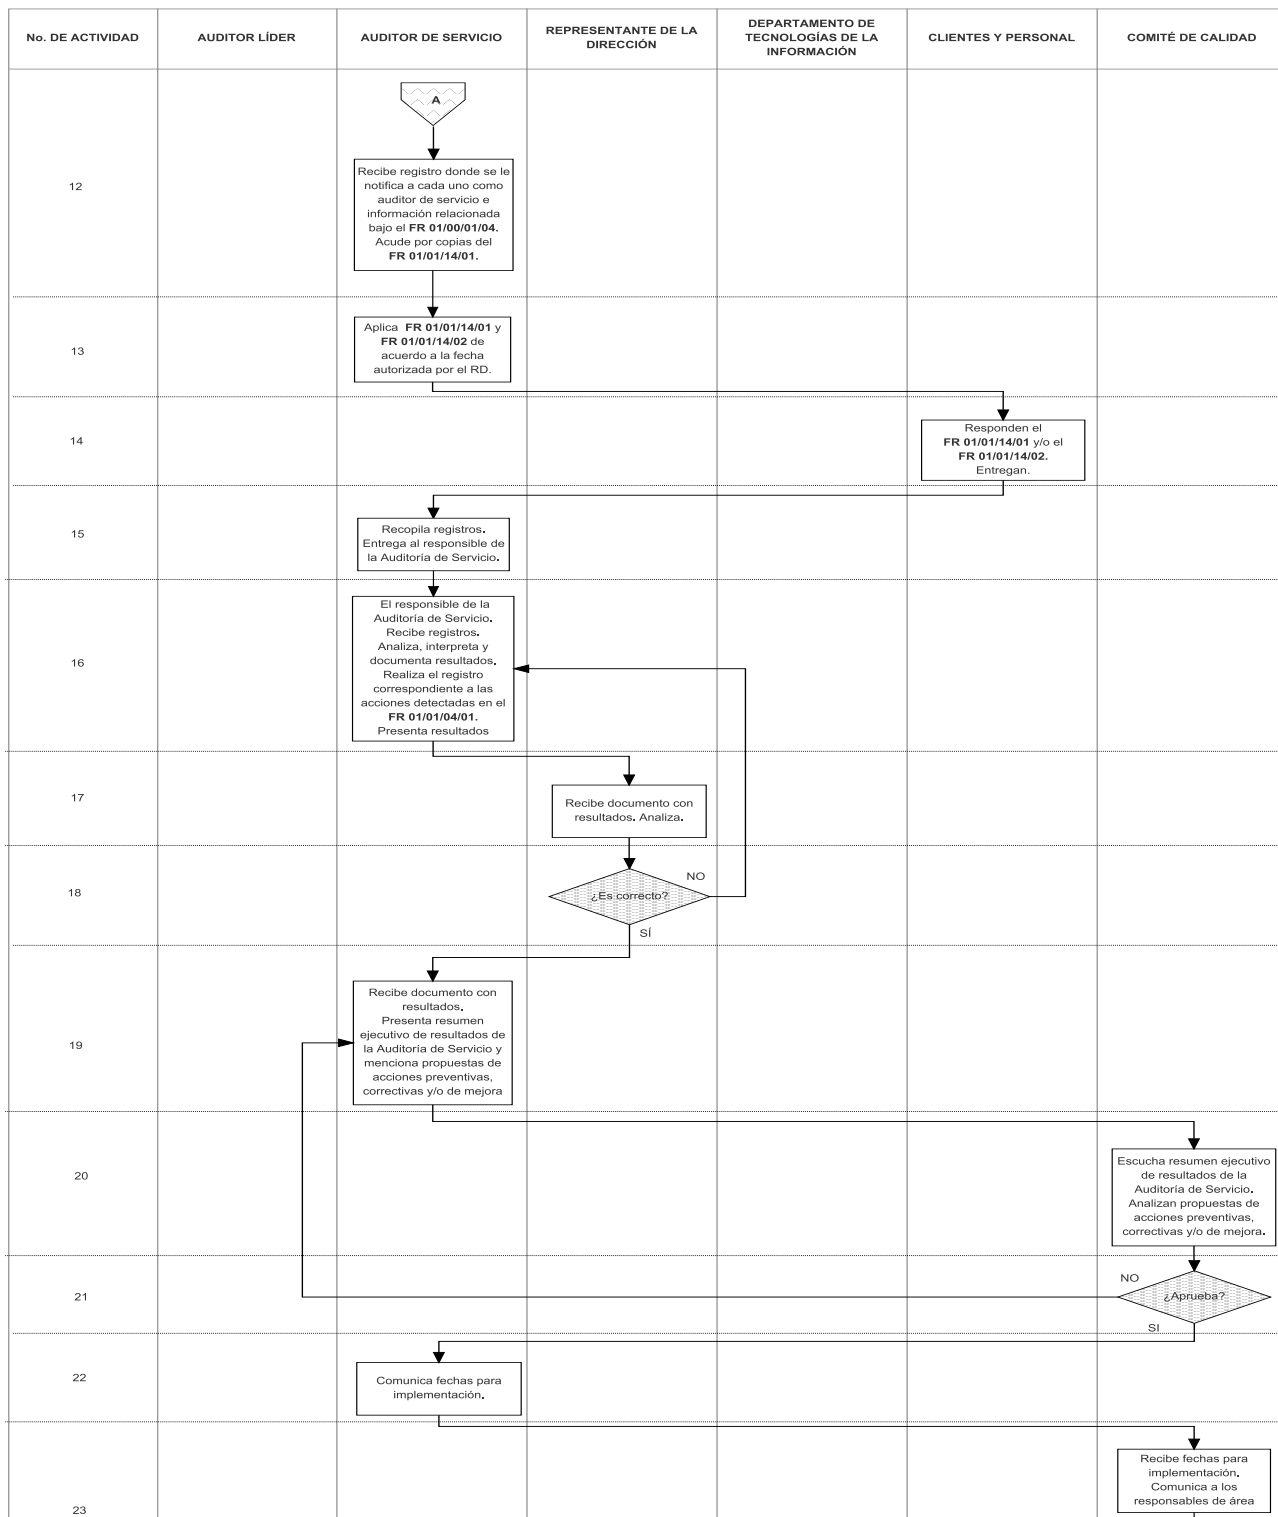 No. DE ACTIVIDAD
AUDITOR LÍDER
AUDITOR DE SERVICIO
REPRESENTANTE DE LA
DIRECCIÓN
DEPARTAMENTO DE
TECNOLOGÍAS DE LA
INFORMACIÓN
CLIENTES Y PERSONAL
COMITÉ DE CALIDAD
A
12
Recibe registro donde se le
notifica a cada uno como
auditor de servicio e
información relacionada
bajo el FR 01/00/01/04.
Acude por copias del
FR 01/01/14/01.
13
Aplica FR 01/01/14/01 y
FR 01/01/14/02 de
acuerdo a la fecha
autorizada por el RD.
14
Responden el
FR 01/01/14/01 y/o el
FR 01/01/14/02.
Entregan.
15
Recopila registros.
Entrega al responsible de
la Auditoría de Servicio.
16
El responsible de la
Auditoría de Servicio.
Recibe registros.
Analiza, interpreta y
documenta resultados.
Realiza el registro
correspondiente a las
acciones detectadas en el
FR 01/01/04/01.
Presenta resultados
17
Recibe documento con
resultados. Analiza.
18
¿Es correcto?
NO
SÍ
19
Recibe documento con
resultados.
Presenta resumen
ejecutivo de resultados de
la Auditoría de Servicio y
menciona propuestas de
acciones preventivas,
correctivas y/o de mejora
20
Escucha resumen ejecutivo
de resultados de la
Auditoría de Servicio.
Analizan propuestas de
acciones preventivas,
correctivas y/o de mejora.
21
NO
¿Aprueba?
SI
22
Comunica fechas para
implementación.
23
Recibe fechas para
implementación.
Comunica a los
responsables de área